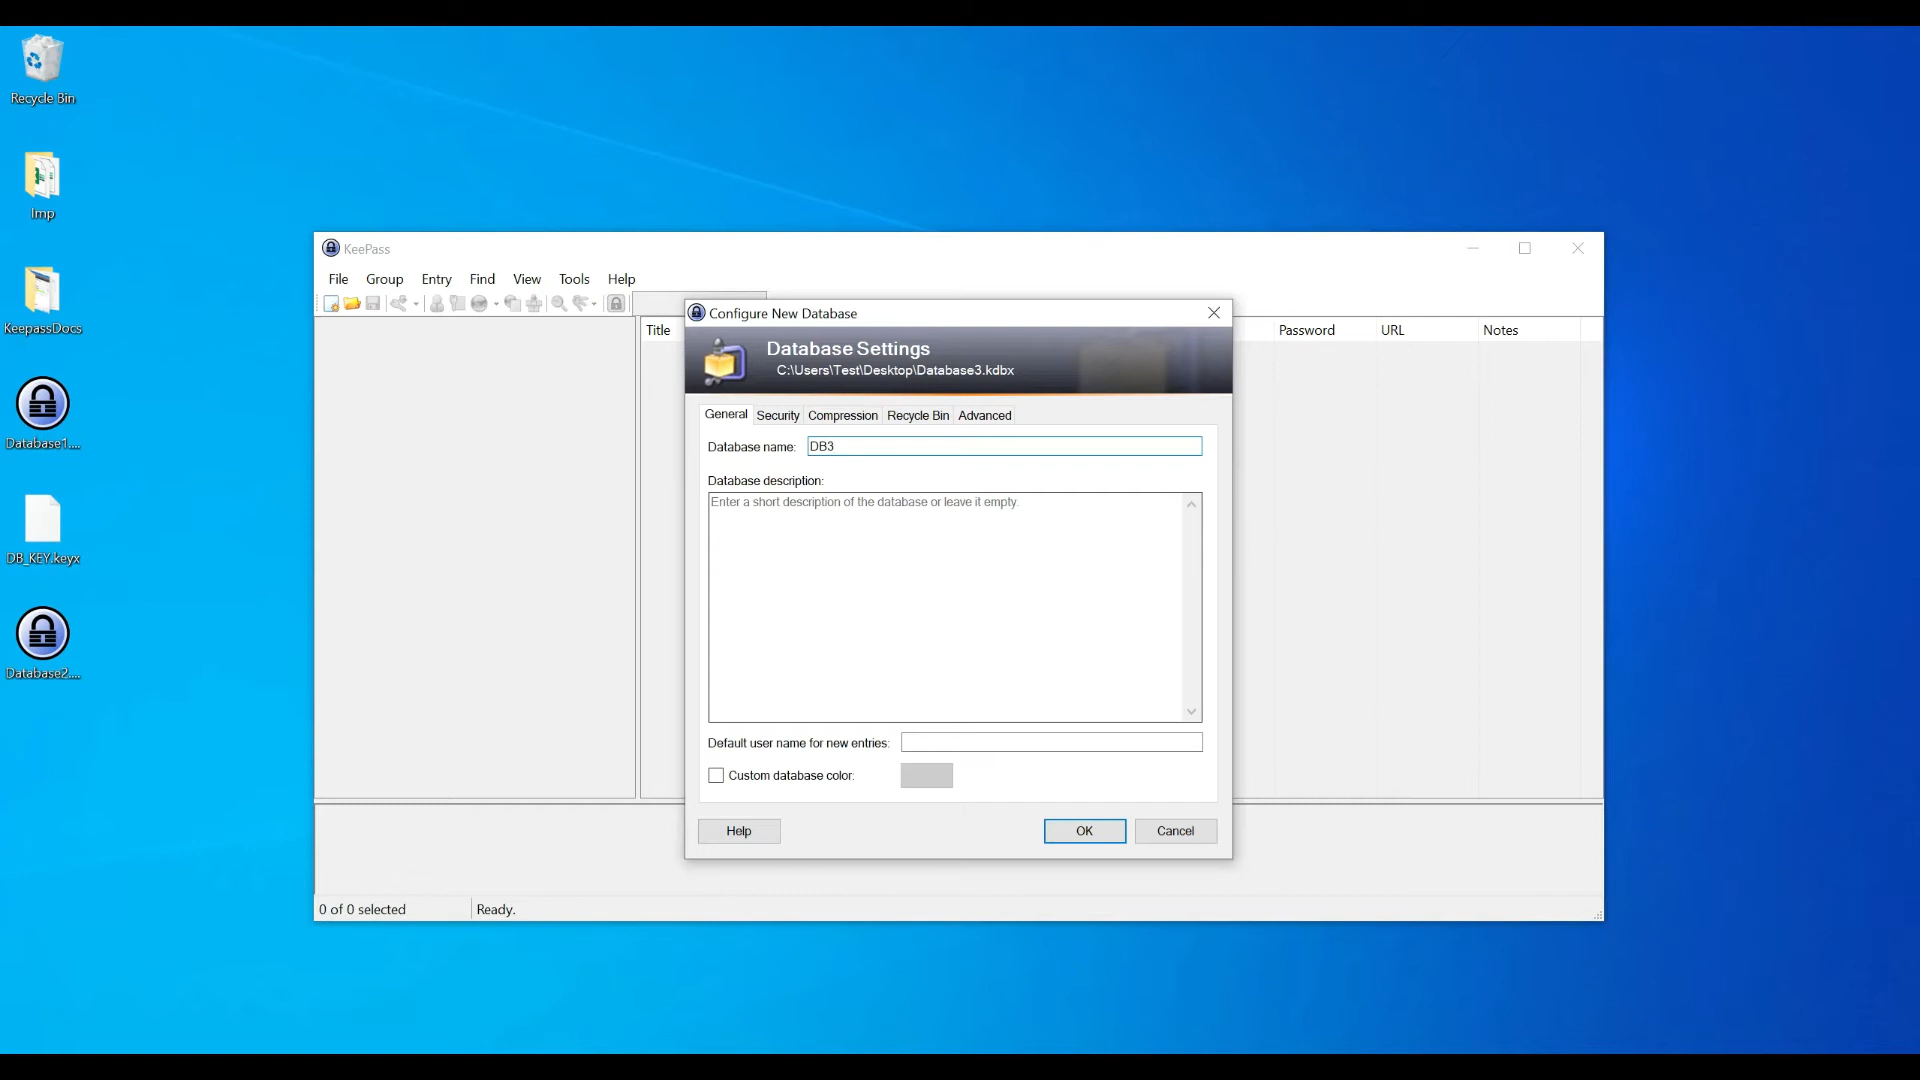 Recycle Bin
Imp
KeepassDocs
Database1....
DB_KEY.keyx
Database2....
KeePass
File Group Entry Find View Tools Help
Title Password URL Notes
Configure New Database
Database Settings
C:\Users\Test\Desktop\Database3.kdbx
General Security Compression Recycle Bin Advanced
Database name: DB3
Database description:
Enter a short description of the database or leave it empty.
Default user name for new entries:
Custom database color:
Help OK Cancel
0 of 0 selected Ready.